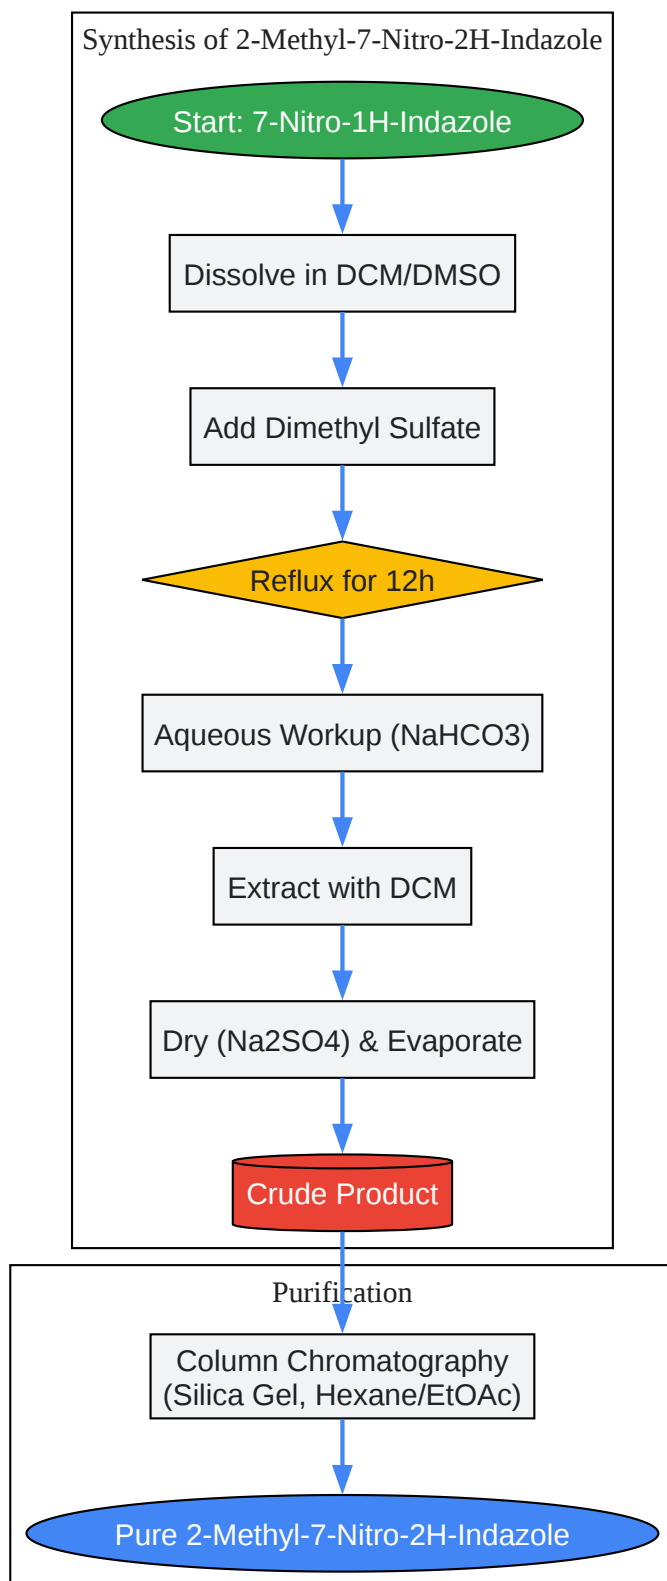 Synthesis of 2-Methyl-7-Nitro-2H-Indazole
Start: 7-Nitro-1H-Indazole
Dissolve in DCM/DMSO
Add Dimethyl Sulfate
Reflux for 12h
Aqueous Workup (NaHCO3)
Extract with DCM
Dry (Na2SO4) & Evaporate
Crude Product
Purification
Column Chromatography
(Silica Gel, Hexane/EtOAc)
Pure 2-Methyl-7-Nitro-2H-Indazole